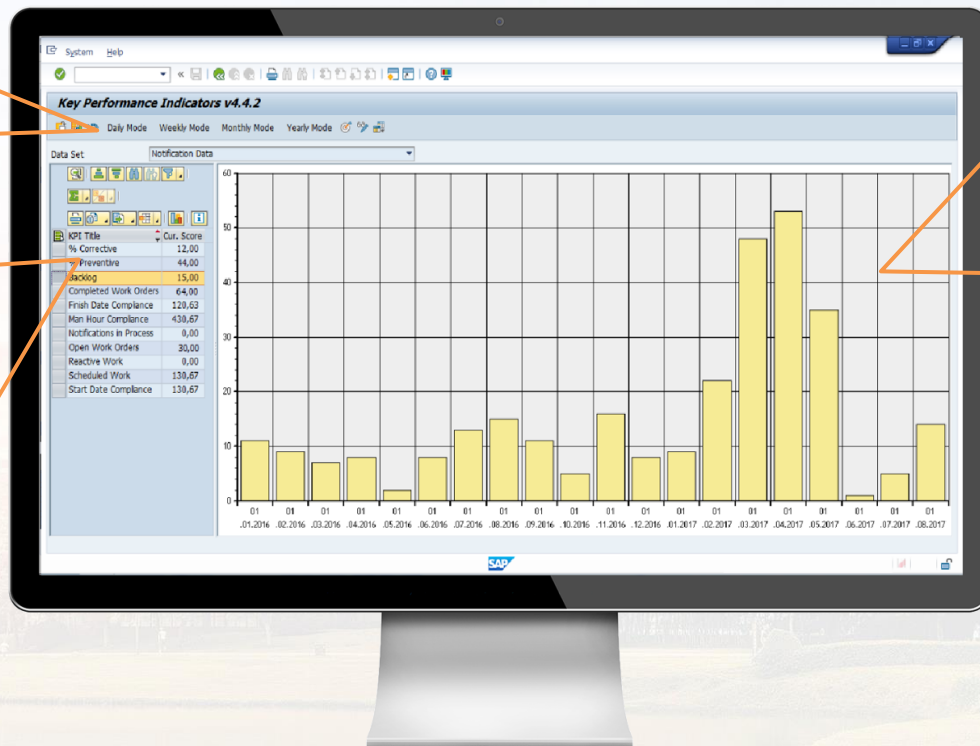 System Help
Key Performance Indicators v4.4.2
Daily Mode Weekly Mode Monthly Mode Yearly Mode
Data Set Notification Data
KPI Title Cur. Score
% Corrective 12,00
% Preventive 44,00
Backlog 15,00
Completed Work Orders 64,00
Finish Date Compliance 120,63
Man Hour Compliance 430,67
Notifications in Process 0,00
Open Work Orders 30,00
Reactive Work 0,00
Scheduled Work 130,67
Start Date Compliance 130,67
60
50
40
30
20
10
0
01 01 01 01 01 01 01 01 01 01 01 01 01 01 01 01 01 01 01 01
.01.2016 .02.2016 .03.2016 .04.2016 .05.2016 .06.2016 .07.2016 .08.2016 .09.2016 .10.2016 .11.2016 .12.2016 .01.2017 .02.2017 .03.2017 .04.2017 .05.2017 .06.2017 .07.2017 .08.2017
SAP